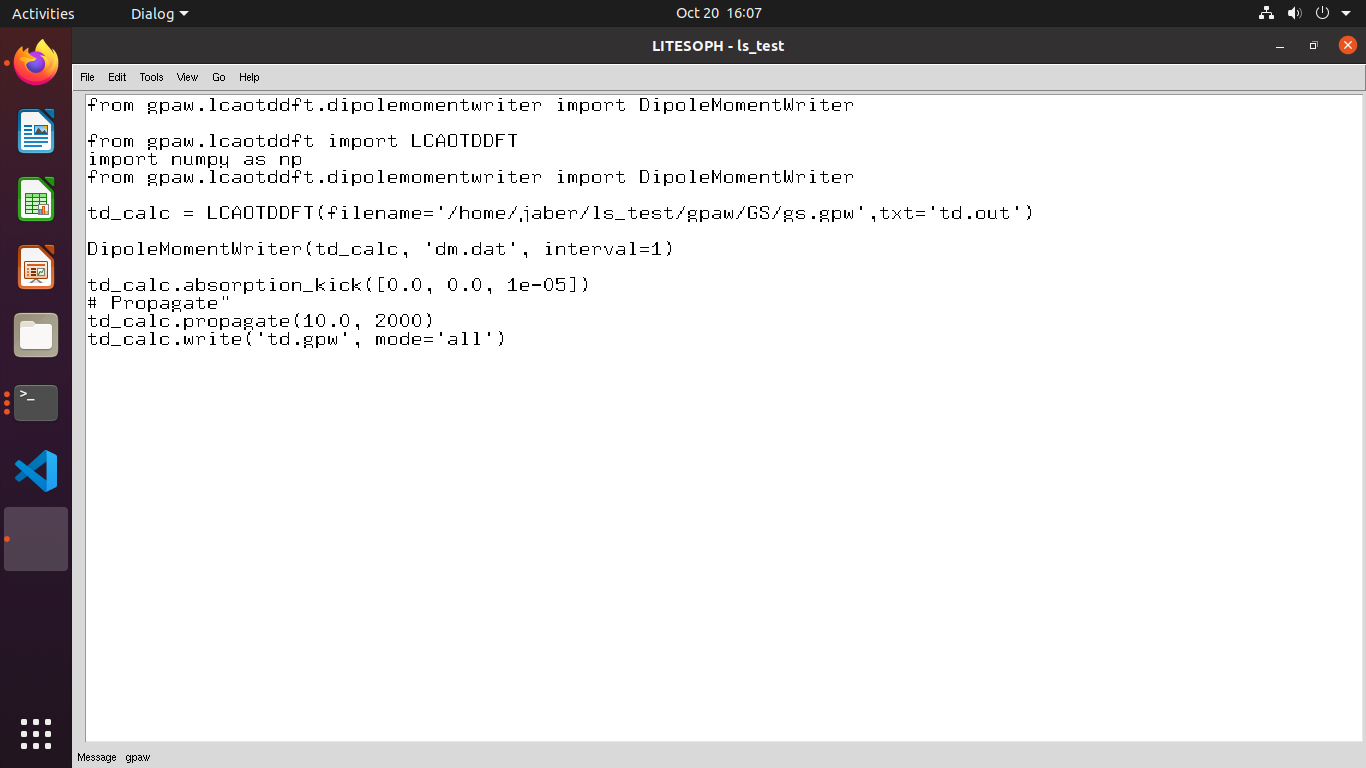 Activities Dialog Oct 20 16:07
LITESOPH - ls_test
File Edit Tools View Go Help
from gpaw.lcaotddft.dipolemomentwriter import DipoleMomentWriter
from gpaw.lcaotddft import LCAOTDDFT
import numpy as np
from gpaw.lcaotddft.dipolemomentwriter import DipoleMomentWriter
td_calc = LCAOTDDFT(filename='/home/jaber/ls_test/gpaw/GS/gs.gpw',txt='td.out')
DipoleMomentWriter(td_calc, 'dm.dat', interval=1)
td_calc.absorption_kick([0.0, 0.0, 1e-05])
# Propagate"
td_calc.propagate(10.0, 2000)
td_calc.write('td.gpw', mode='all')
>_
Message gpaw